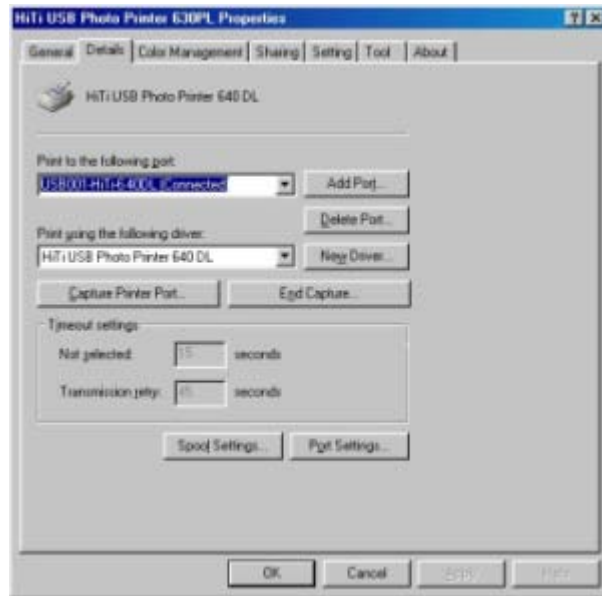 HiTi USB Photo Printer 630PL Properties
General Details Color Management Sharing Setting Tool About
HiTi USB Photo Printer 640 DL
Print to the following port:
USB001-HiTi-640DL (Connected
Add Port...
Delete Port...
Print using the following driver:
HiTi USB Photo Printer 640 DL
New Driver...
Capture Printer Port... End Capture...
Timeout settings
Not selected: 15 seconds
Transmission retry: 45 seconds
Spool Settings... Port Settings...
OK Cancel Apply Help